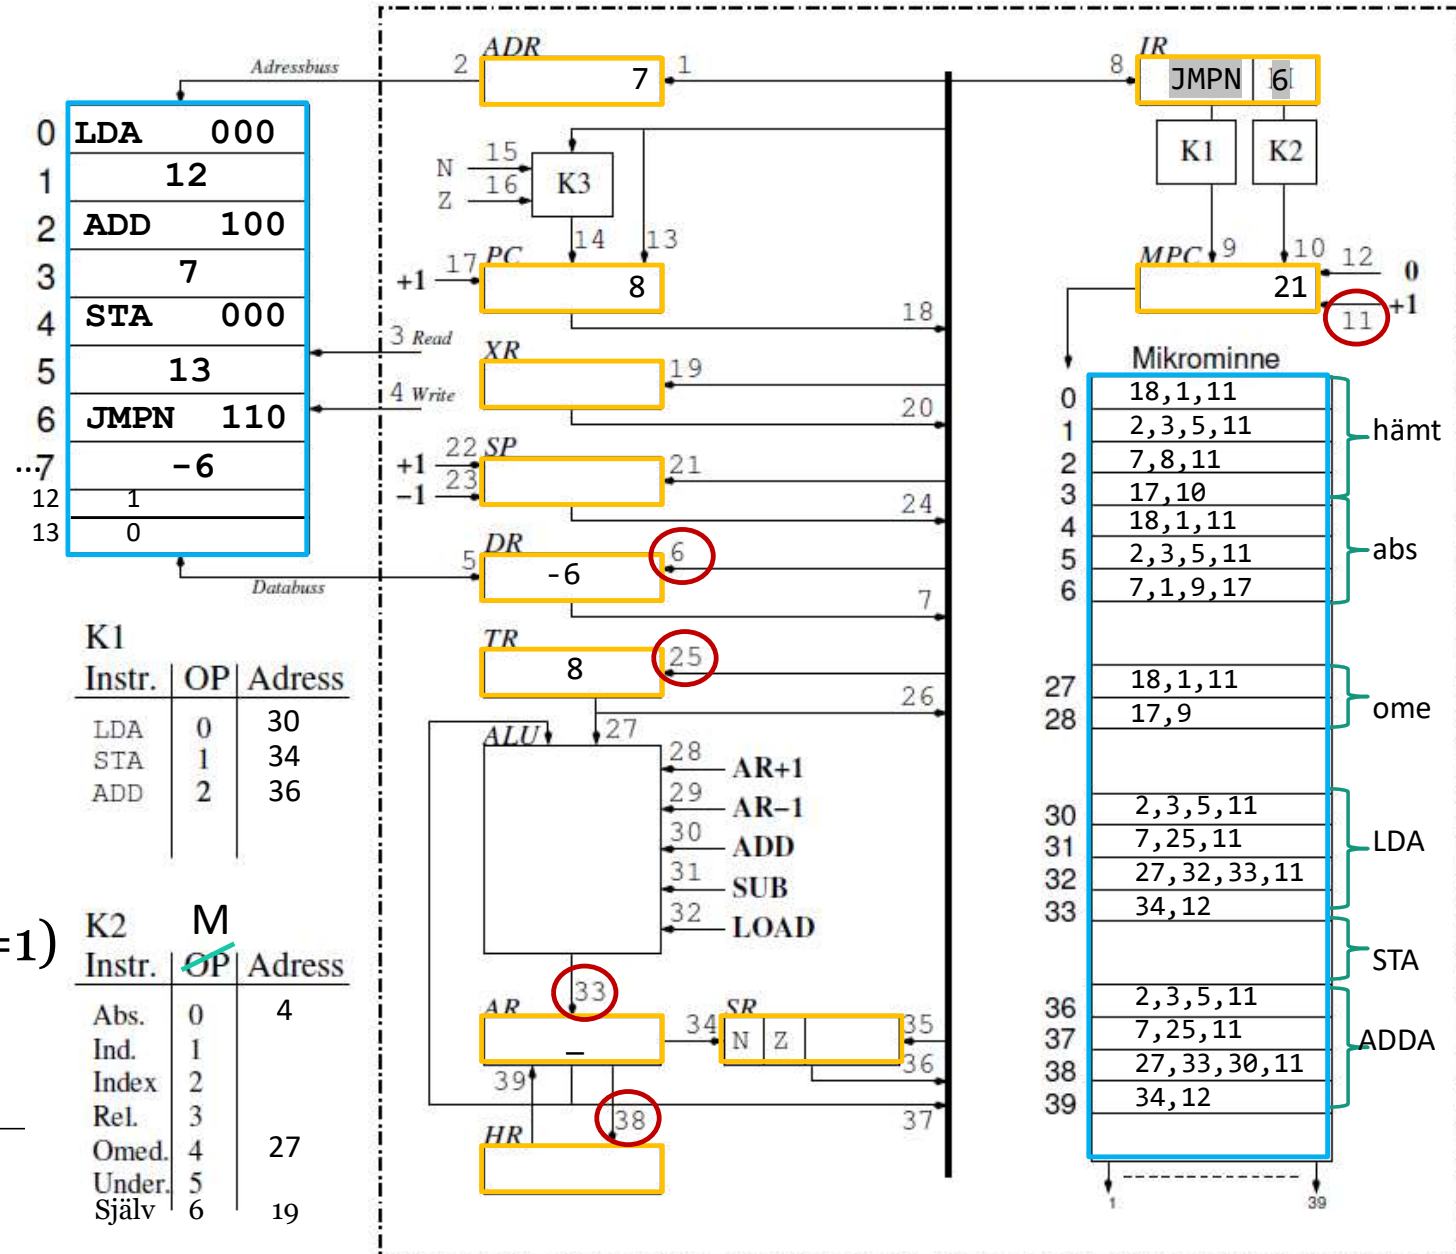 ADR
IR
Adressbuss
2
7
1
8
JMPN 6
0 LDA 000
1 12
2 ADD 100
3 7
4 STA 000
5 13
6 JMPN 110
...7 -6
12 1
13 0
Databuss
N 15
Z 16
K3
14
13
K1
K2
9
10
PC
+1 17
8
18
MPC
21
12 0
11 +1
3 Read
4 Write
XR
19
20
+1 22
-1 23
SP
21
24
DR
5
-6
6
7
TR
8
25
26
27
ALU
28 AR+1
29 AR-1
30 ADD
31 SUB
32 LOAD
33
AR
_
34
SR
N Z
35
36
37
39
38
HR
Mikrominne
0 18,1,11
1 2,3,5,11
2 7,8,11
3 17,10
hämt
4 18,1,11
5 2,3,5,11
6 7,1,9,17
abs
27 18,1,11
28 17,9
ome
30 2,3,5,11
31 7,25,11
32 27,32,33,11
33 34,12
LDA
STA
36 2,3,5,11
37 7,25,11
38 27,33,30,11
39 34,12
ADDA
1
39
K1
Instr. OP Adress
LDA 0 30
STA 1 34
ADD 2 36
=1)
K2 M
Instr. OP Adress
Abs. 0 4
Ind. 1
Index 2
Rel. 3
Omed. 4 27
Under. 5
Själv 6 19